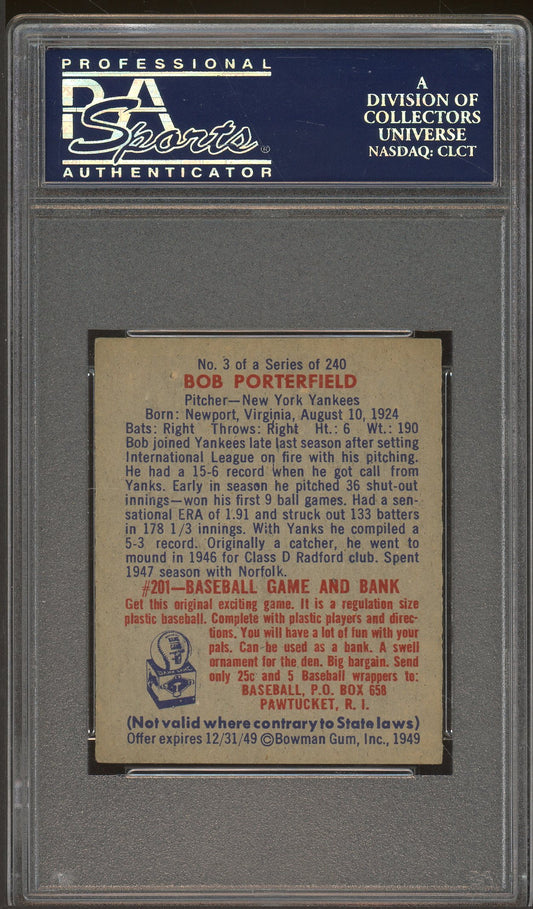 PROFESSIONAL
PSA
Sports ®
AUTHENTICATOR
A
DIVISION OF
COLLECTORS
UNIVERSE
NASDAQ: CLCT
No. 3 of a Series of 240
BOB PORTERFIELD
Pitcher—New York Yankees
Born: Newport, Virginia, August 10, 1924
Bats: Right Throws: Right Ht.: 6 Wt.: 190
Bob joined Yankees late last season after setting
International League on fire with his pitching.
He had a 15-6 record when he got call from
Yanks. Early in season he pitched 36 shut-out
innings—won his first 9 ball games. Had a sen-
sational ERA of 1.91 and struck out 133 batters
in 178 1/3 innings. With Yanks he compiled a
5-3 record. Originally a catcher, he went to
mound in 1946 for Class D Radford club. Spent
1947 season with Norfolk.
#201—BASEBALL GAME AND BANK
Get this original exciting game. It is a regulation size
plastic baseball. Complete with plastic players and direc-
tions. You will have a lot of fun with your
pals. Can be used as a bank. A swell
ornament for the den. Big bargain. Send
only 25c and 5 Baseball wrappers to:
BASEBALL, P.O. BOX 658
PAWTUCKET, R. I.
(Not valid where contrary to State laws)
Offer expires 12/31/49 ©Bowman Gum, Inc., 1949